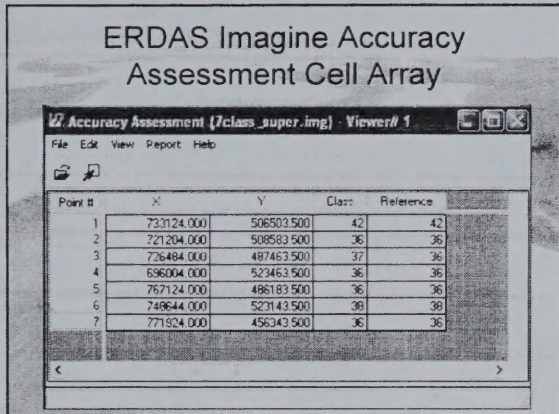 ERDAS Imagine Accuracy
Assessment Cell Array
Accuracy Assessment (7class_super.img) - Viewer# 1
File Edit View Report Help
Point # X Y Class Reference
1 733124.000 506503.500 42 42
2 721204.000 508583.500 36 36
3 726484.000 487463.500 37 36
4 696004.000 523463.500 36 36
5 767124.000 486183.500 36 36
6 748644.000 523143.500 38 38
7 771924.000 456343.500 36 36